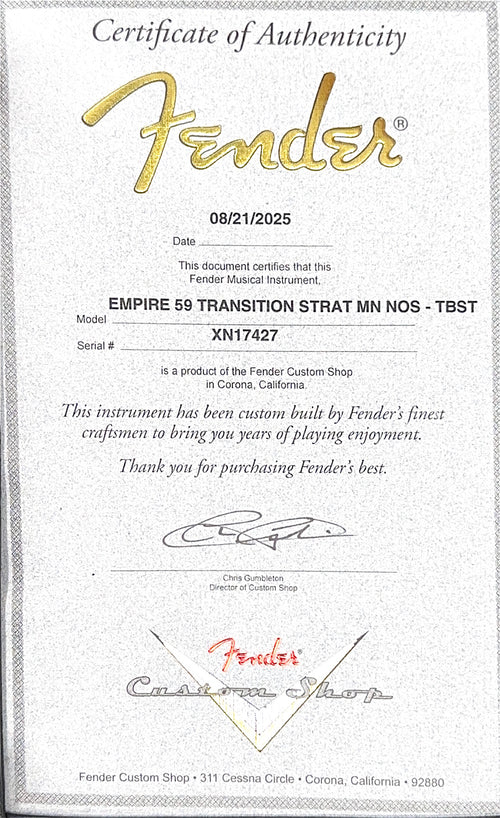 Certificate of Authenticity
Fender®
08/21/2025
Date
This document certifies that this
Fender Musical Instrument,
EMPIRE 59 TRANSITION STRAT MN NOS - TBST
Model
XN17427
Serial #
is a product of the Fender Custom Shop
in Corona, California.
This instrument has been custom built by Fender's finest
craftsmen to bring you years of playing enjoyment.
Thank you for purchasing Fender's best.
Chris Gumbleton
Director of Custom Shop
Fender®
Custom Shop
Fender Custom Shop • 311 Cessna Circle • Corona, California • 92880